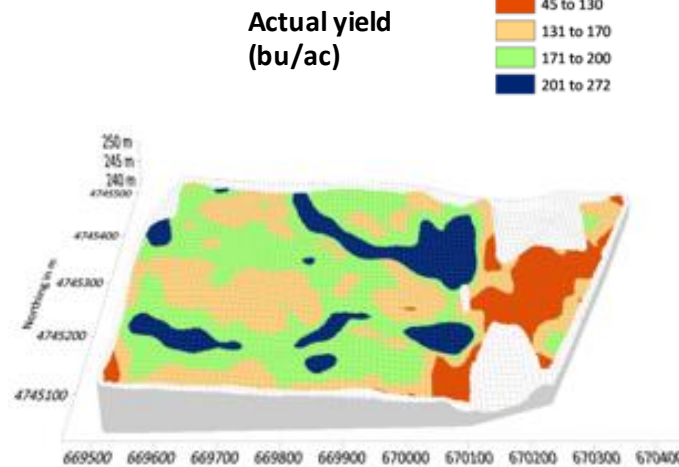 Actual yield
(bu/ac)
45 to 130
131 to 170
171 to 200
201 to 272
250 m
245 m
240 m
4745500
4745400
4745300
4745200
4745100
Northing in m
669500 669600 669700 669800 669900 670000 670100 670200 670300 670400